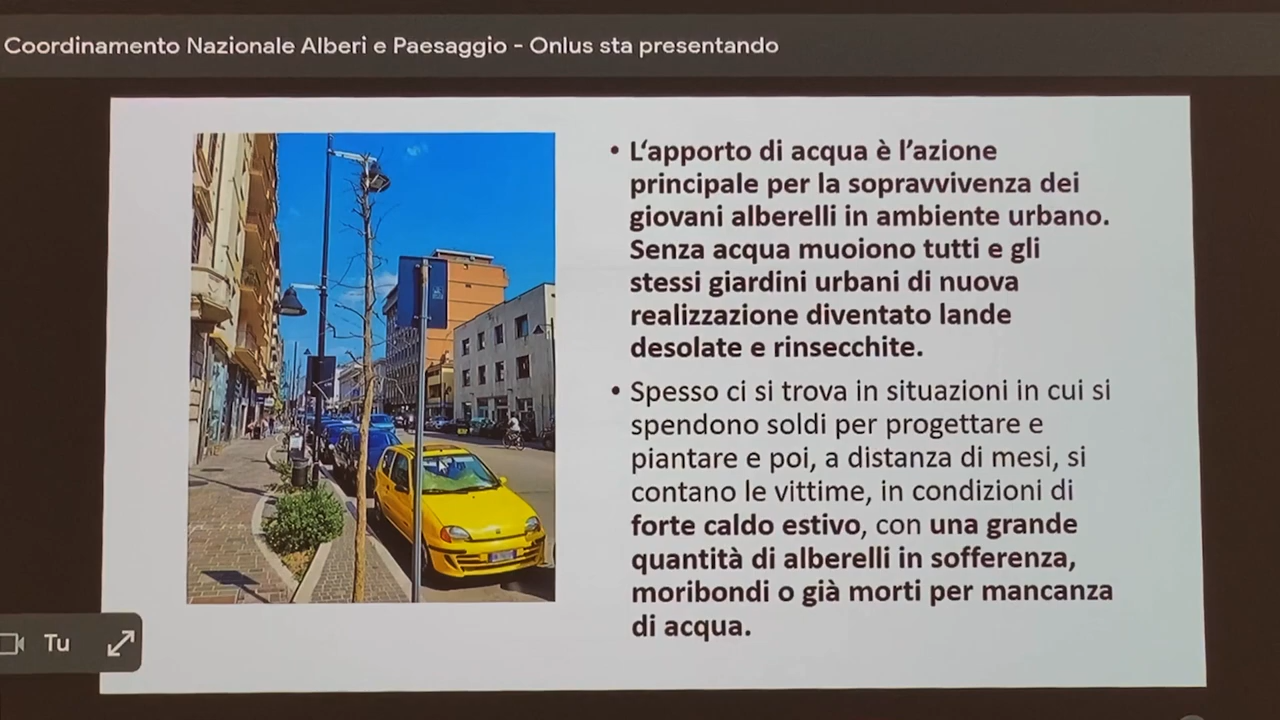 Coordinamento Nazionale Alberi e Paesaggio - Onlus sta presentando
• L‘apporto di acqua è l’azione
principale per la sopravvivenza dei
giovani alberelli in ambiente urbano.
Senza acqua muoiono tutti e gli
stessi giardini urbani di nuova
realizzazione diventato lande
desolate e rinsecchite.
• Spesso ci si trova in situazioni in cui si
spendono soldi per progettare e
piantare e poi, a distanza di mesi, si
contano le vittime, in condizioni di
forte caldo estivo, con una grande
quantità di alberelli in sofferenza,
moribondi o già morti per mancanza
di acqua.
Tu